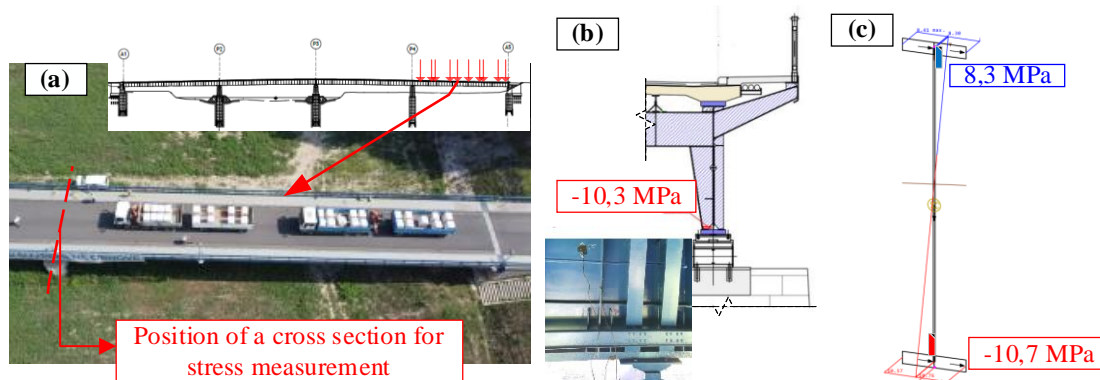 (a)
A1
P2
P3
P4
A5
Position of a cross section for
stress measurement
(b)
-10,3 MPa
(c)
8,3 MPa
-10,7 MPa